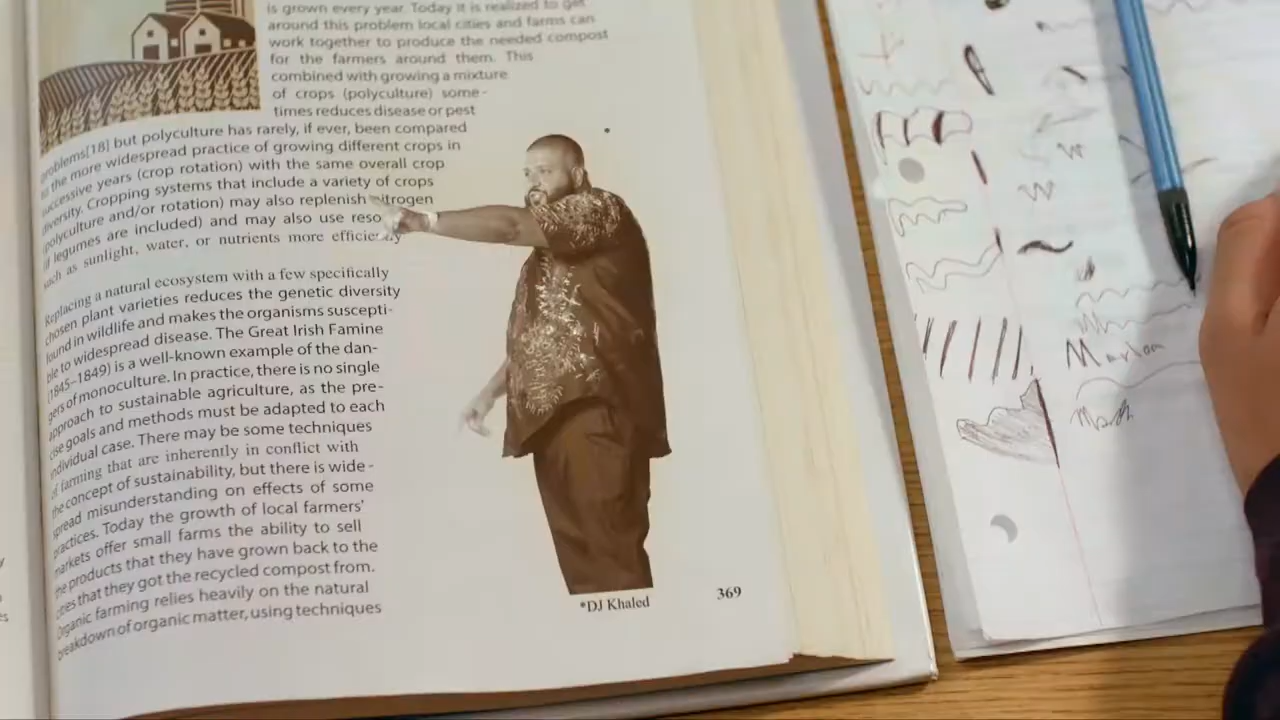 is grown every year. Today it is realized to get
around this problem local cities and farms can
work together to produce the needed compost
for the farmers around them. This
combined with growing a mixture
of crops (polyculture) some-
times reduces disease or pest
problems[18] but polyculture has rarely, if ever, been compared
to the more widespread practice of growing different crops in
successive years (crop rotation) with the same overall crop
diversity. Cropping systems that include a variety of crops
(polyculture and/or rotation) may also replenish nitrogen
if legumes are included) and may also use reso
such as sunlight, water, or nutrients more efficiently
Replacing a natural ecosystem with a few specifically
chosen plant varieties reduces the genetic diversity
found in wildlife and makes the organisms suscepti-
ble to widespread disease. The Great Irish Famine
(1845–1849) is a well-known example of the dan-
gers of monoculture. In practice, there is no single
approach to sustainable agriculture, as the pre-
cise goals and methods must be adapted to each
individual case. There may be some techniques
of farming that are inherently in conflict with
the concept of sustainability, but there is wide-
spread misunderstanding on effects of some
practices. Today the growth of local farmers'
markets offer small farms the ability to sell
the products that they have grown back to the
cities that they got the recycled compost from.
Organic farming relies heavily on the natural
breakdown of organic matter, using techniques
*DJ Khaled
369